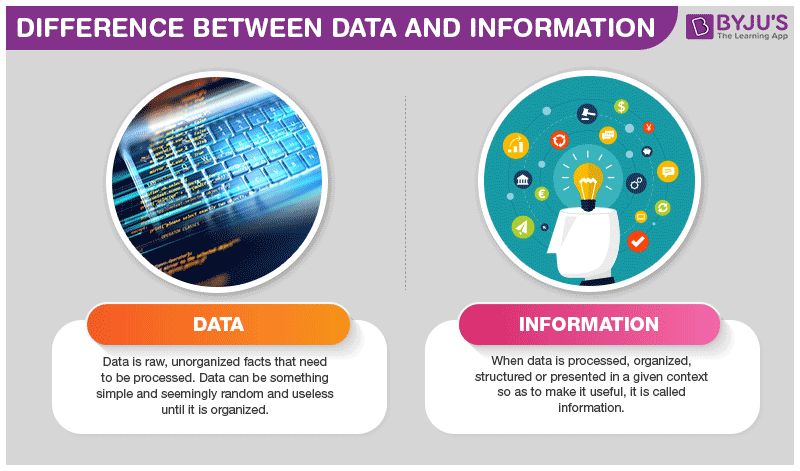 DIFFERENCE BETWEEN DATA AND INFORMATION
BYJU'S
The Learning App
DATA
Data is raw, unorganized facts that need
to be processed. Data can be something
simple and seemingly random and useless
until it is organized.
INFORMATION
When data is processed, organized,
structured or presented in a given context
so as to make it useful, it is called
information.